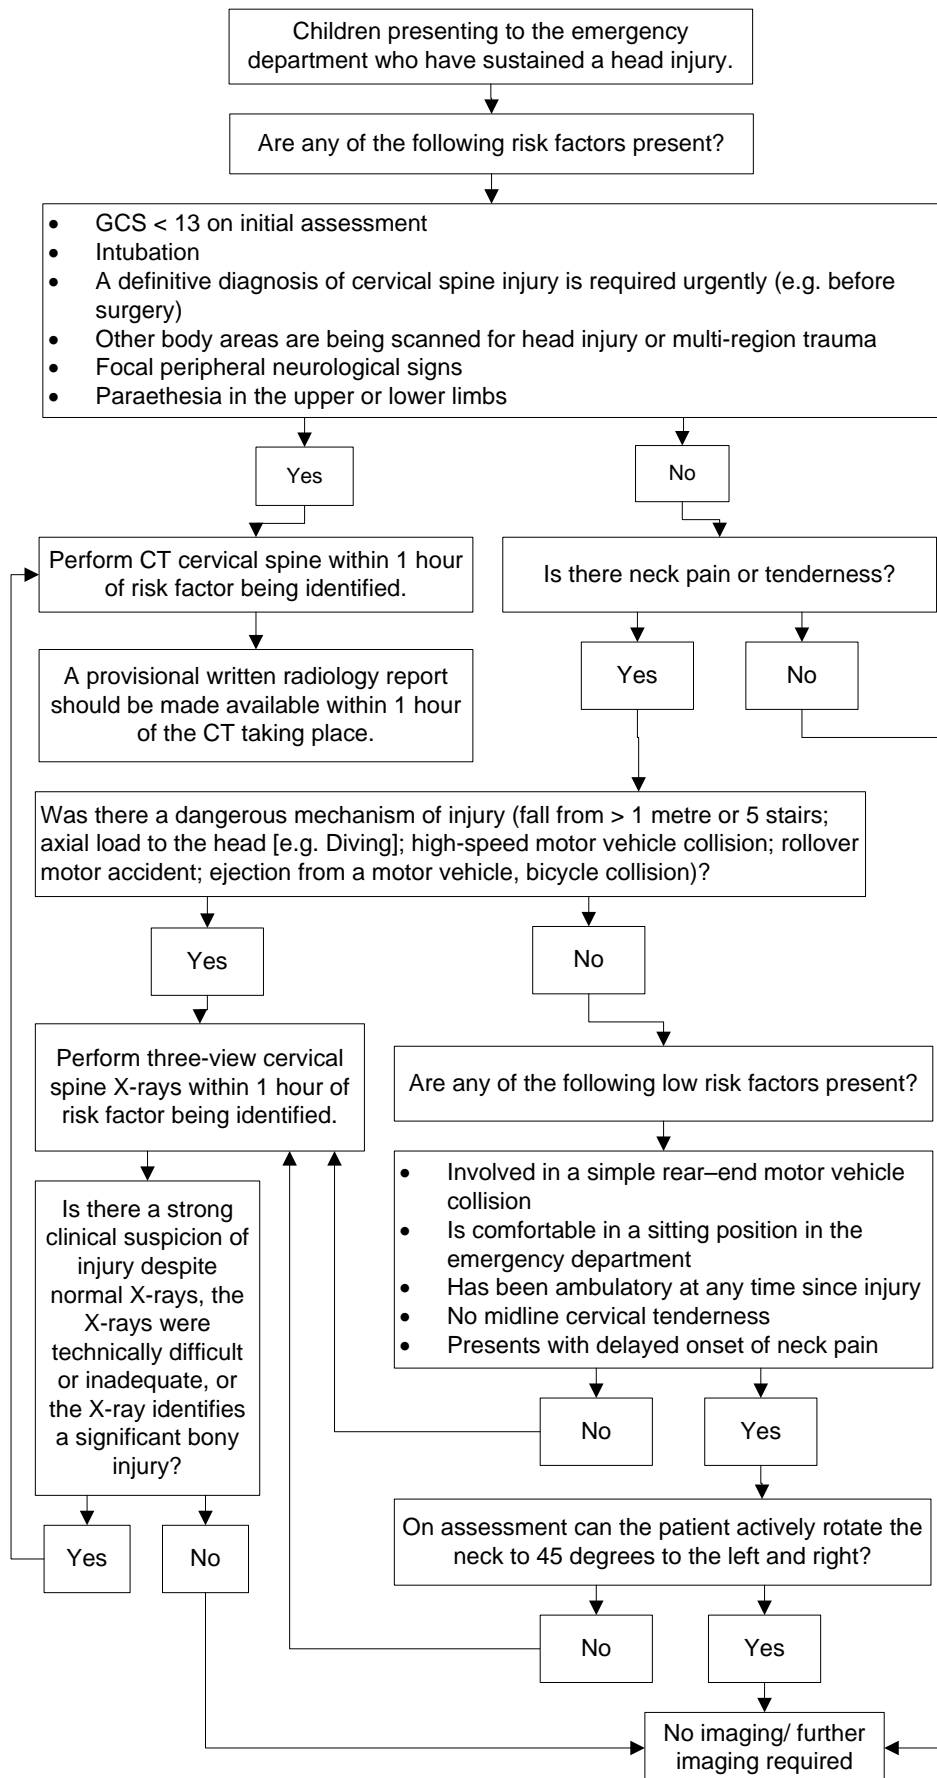 Children presenting to the emergency
department who have sustained a head injury.
Are any of the following risk factors present?
• GCS < 13 on initial assessment
• Intubation
• A definitive diagnosis of cervical spine injury is required urgently (e.g. before
surgery)
• Other body areas are being scanned for head injury or multi-region trauma
• Focal peripheral neurological signs
• Paraethesia in the upper or lower limbs
Yes
No
Perform CT cervical spine within 1 hour
of risk factor being identified.
Is there neck pain or tenderness?
A provisional written radiology report
should be made available within 1 hour
of the CT taking place.
Yes
No
Was there a dangerous mechanism of injury (fall from > 1 metre or 5 stairs;
axial load to the head [e.g. Diving]; high-speed motor vehicle collision; rollover
motor accident; ejection from a motor vehicle, bicycle collision)?
Yes
No
Perform three-view cervical
spine X-rays within 1 hour of
risk factor being identified.
Are any of the following low risk factors present?
• Involved in a simple rear–end motor vehicle
collision
• Is comfortable in a sitting position in the
emergency department
• Has been ambulatory at any time since injury
• No midline cervical tenderness
• Presents with delayed onset of neck pain
Is there a strong
clinical suspicion of
injury despite
normal X-rays, the
X-rays were
technically difficult
or inadequate, or
the X-ray identifies
a significant bony
injury?
No
Yes
On assessment can the patient actively rotate the
neck to 45 degrees to the left and right?
Yes
No
No
Yes
No imaging/ further
imaging required